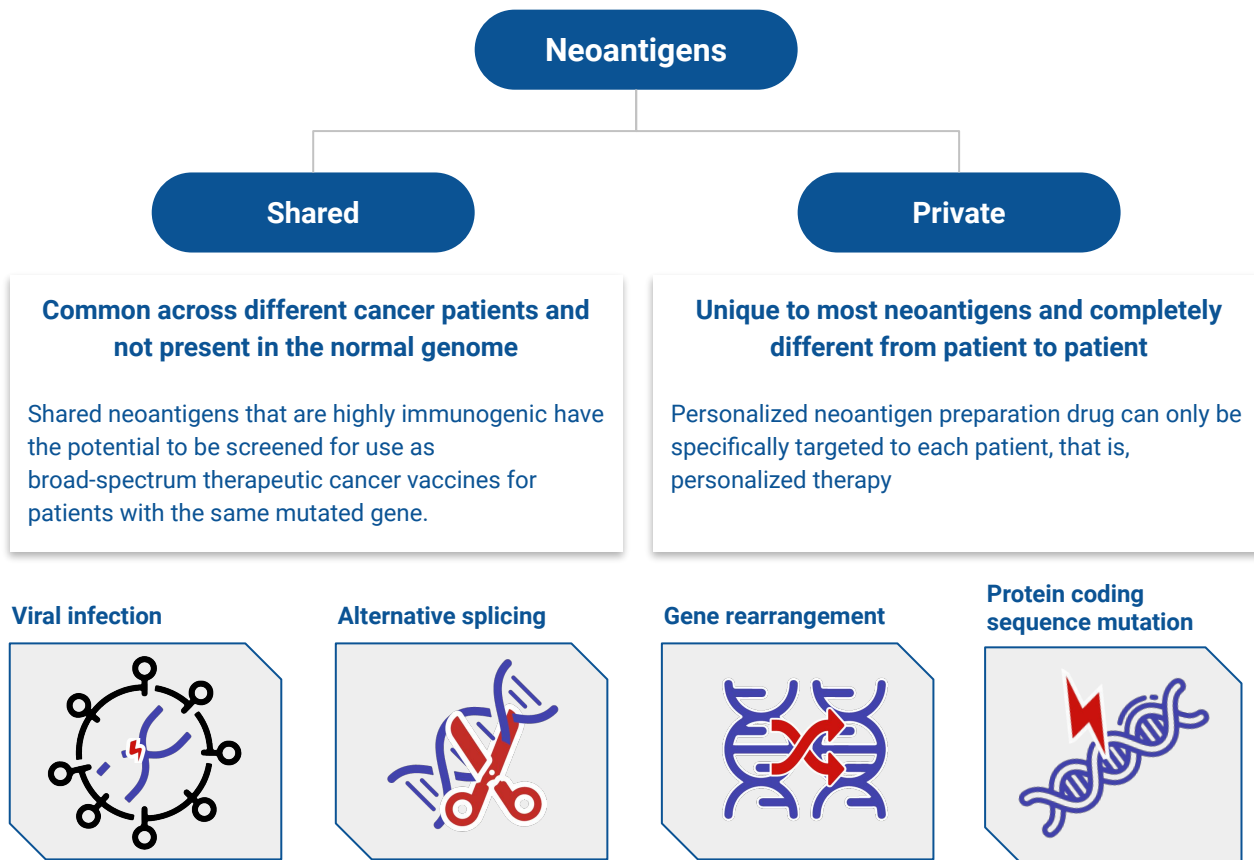 Neoantigens
Shared
Private
Common across different cancer patients and
not present in the normal genome
Shared neoantigens that are highly immunogenic have
the potential to be screened for use as
broad-spectrum therapeutic cancer vaccines for
patients with the same mutated gene.
Unique to most neoantigens and completely
different from patient to patient
Personalized neoantigen preparation drug can only be
specifically targeted to each patient, that is,
personalized therapy
Viral infection
Alternative splicing
Gene rearrangement
Protein coding
sequence mutation